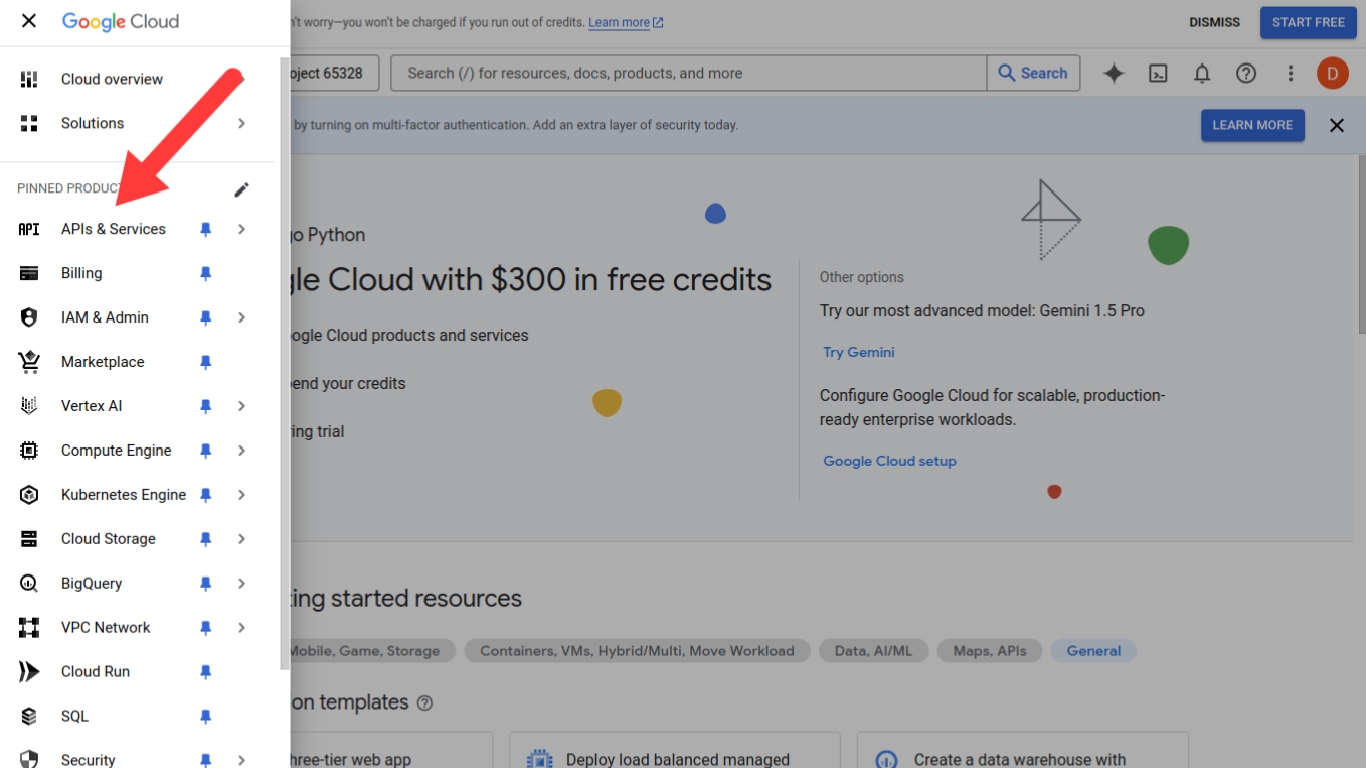 Google Cloud
't worry—you won't be charged if you run out of credits. Learn more
DISMISS
START FREE
Cloud overview
Solutions
oject 65328
Search (/) for resources, docs, products, and more
Search
D
by turning on multi-factor authentication. Add an extra layer of security today.
LEARN MORE
PINNED PRODUC
API APIs & Services
Billing
IAM & Admin
Marketplace
Vertex AI
Compute Engine
Kubernetes Engine
Cloud Storage
BigQuery
VPC Network
Cloud Run
SQL
Security
go Python
gle Cloud with $300 in free credits
ogle Cloud products and services
end your credits
ring trial
Other options
Try our most advanced model: Gemini 1.5 Pro
Try Gemini
Configure Google Cloud for scalable, production-
ready enterprise workloads.
Google Cloud setup
ting started resources
Mobile, Game, Storage
Containers, VMs, Hybrid/Multi, Move Workload
Data, AI/ML
Maps, APIs
General
on templates
hree-tier web app
Deploy load balanced managed
Create a data warehouse with